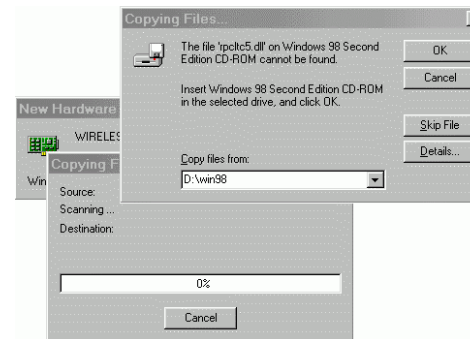 Copying Files...
The file 'rpcltc5.dll' on Windows 98 Second
Edition CD-ROM cannot be found.
Insert Windows 98 Second Edition CD-ROM
in the selected drive, and click OK.
Copy files from:
D:\win98
OK
Cancel
Skip File
Details...
New Hardware
WIRELES
Win
Copying F
Source:
Scanning ...
Destination:
0%
Cancel